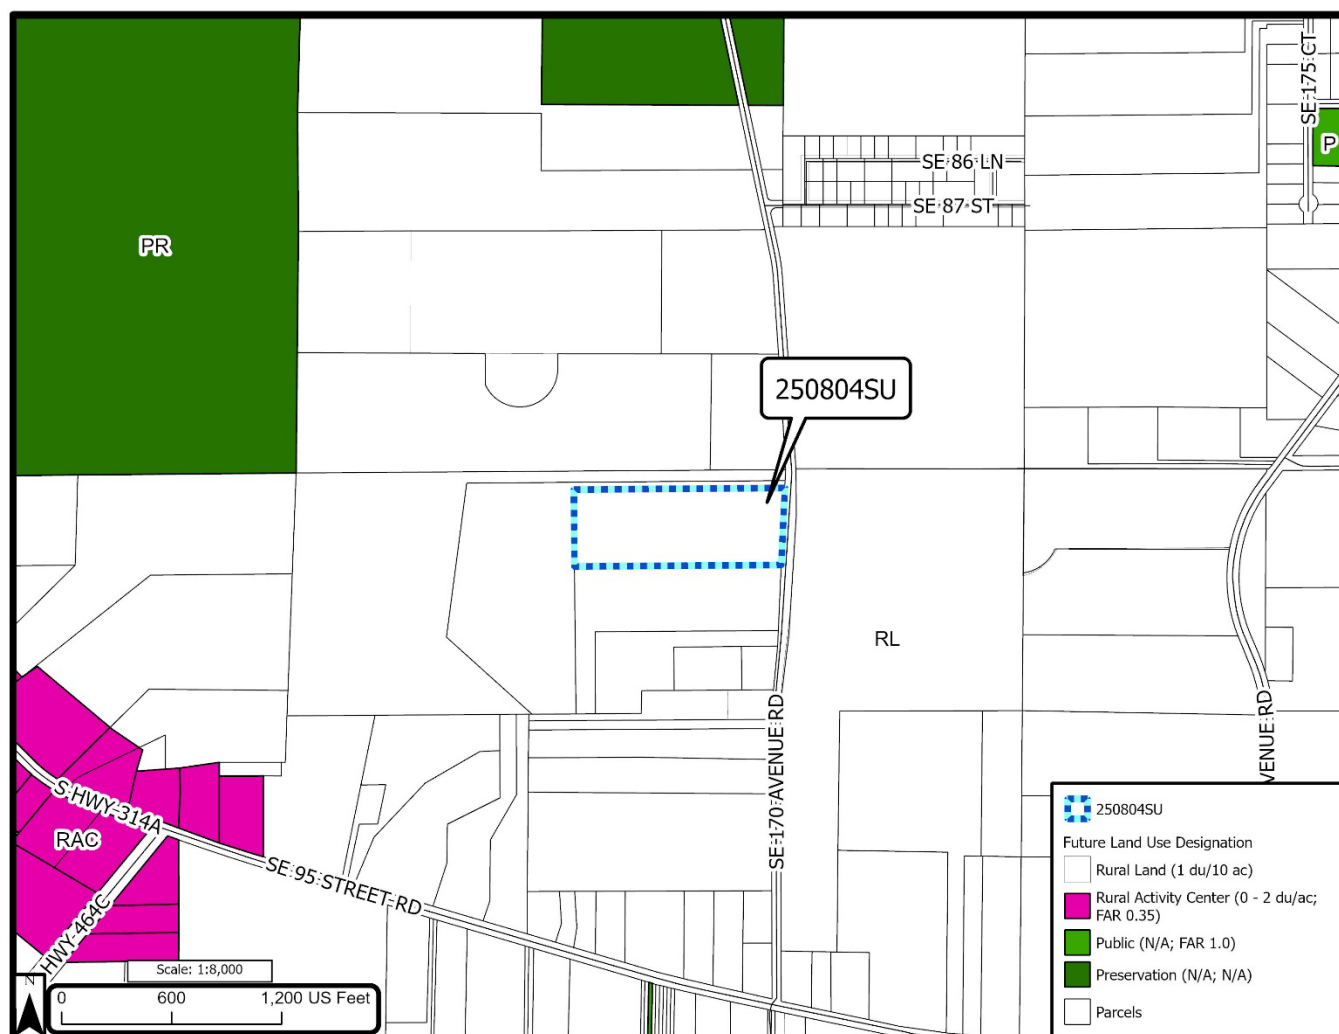 SE 175 CT
P
SE 86 LN
SE 87 ST
PR
250804SU
RL
SE 170 AVENUE RD
VENUE RD
S HWY 314A
RAC
SE 95 STREET RD
HWY 464C
250804SU
Future Land Use Designation
Rural Land (1 du/10 ac)
Rural Activity Center (0 - 2 du/ac;
FAR 0.35)
Public (N/A; FAR 1.0)
Preservation (N/A; N/A)
Parcels
Scale: 1:8,000
N
0 600 1,200 US Feet